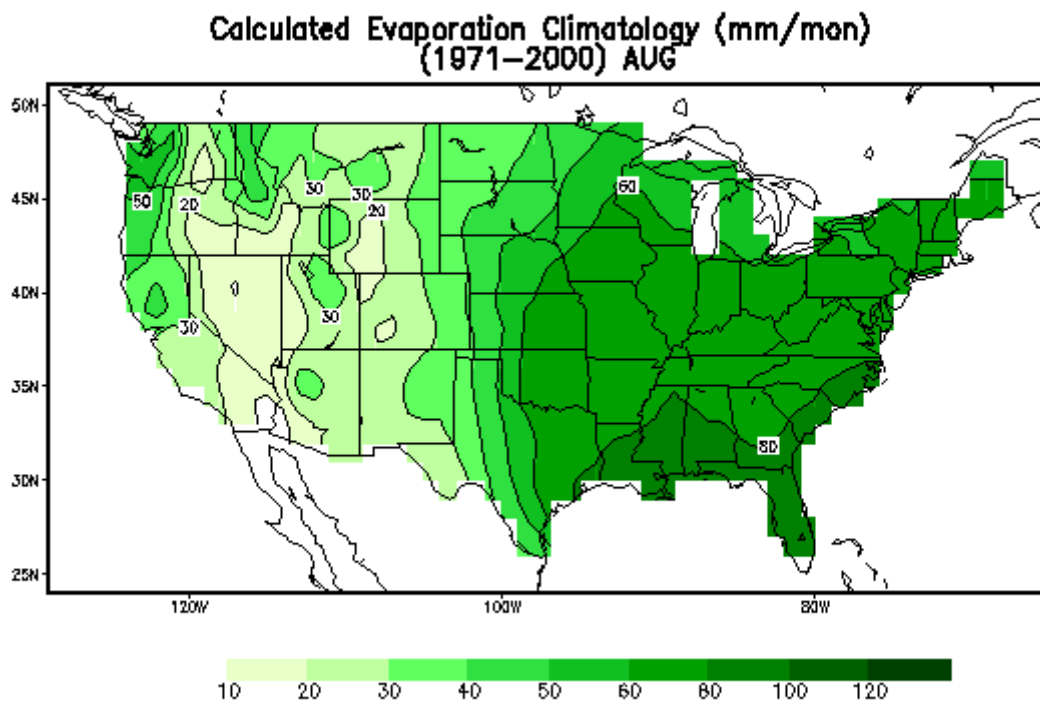 Calculated Evaporation Climatology (mm/mon)
(1971-2000) AUG
50N
45N
40N
35N
30N
25N
50
20
30
30
20
60
0
30
30
80
120W
100W
80W
10 20 30 40 50 60 80 100 120